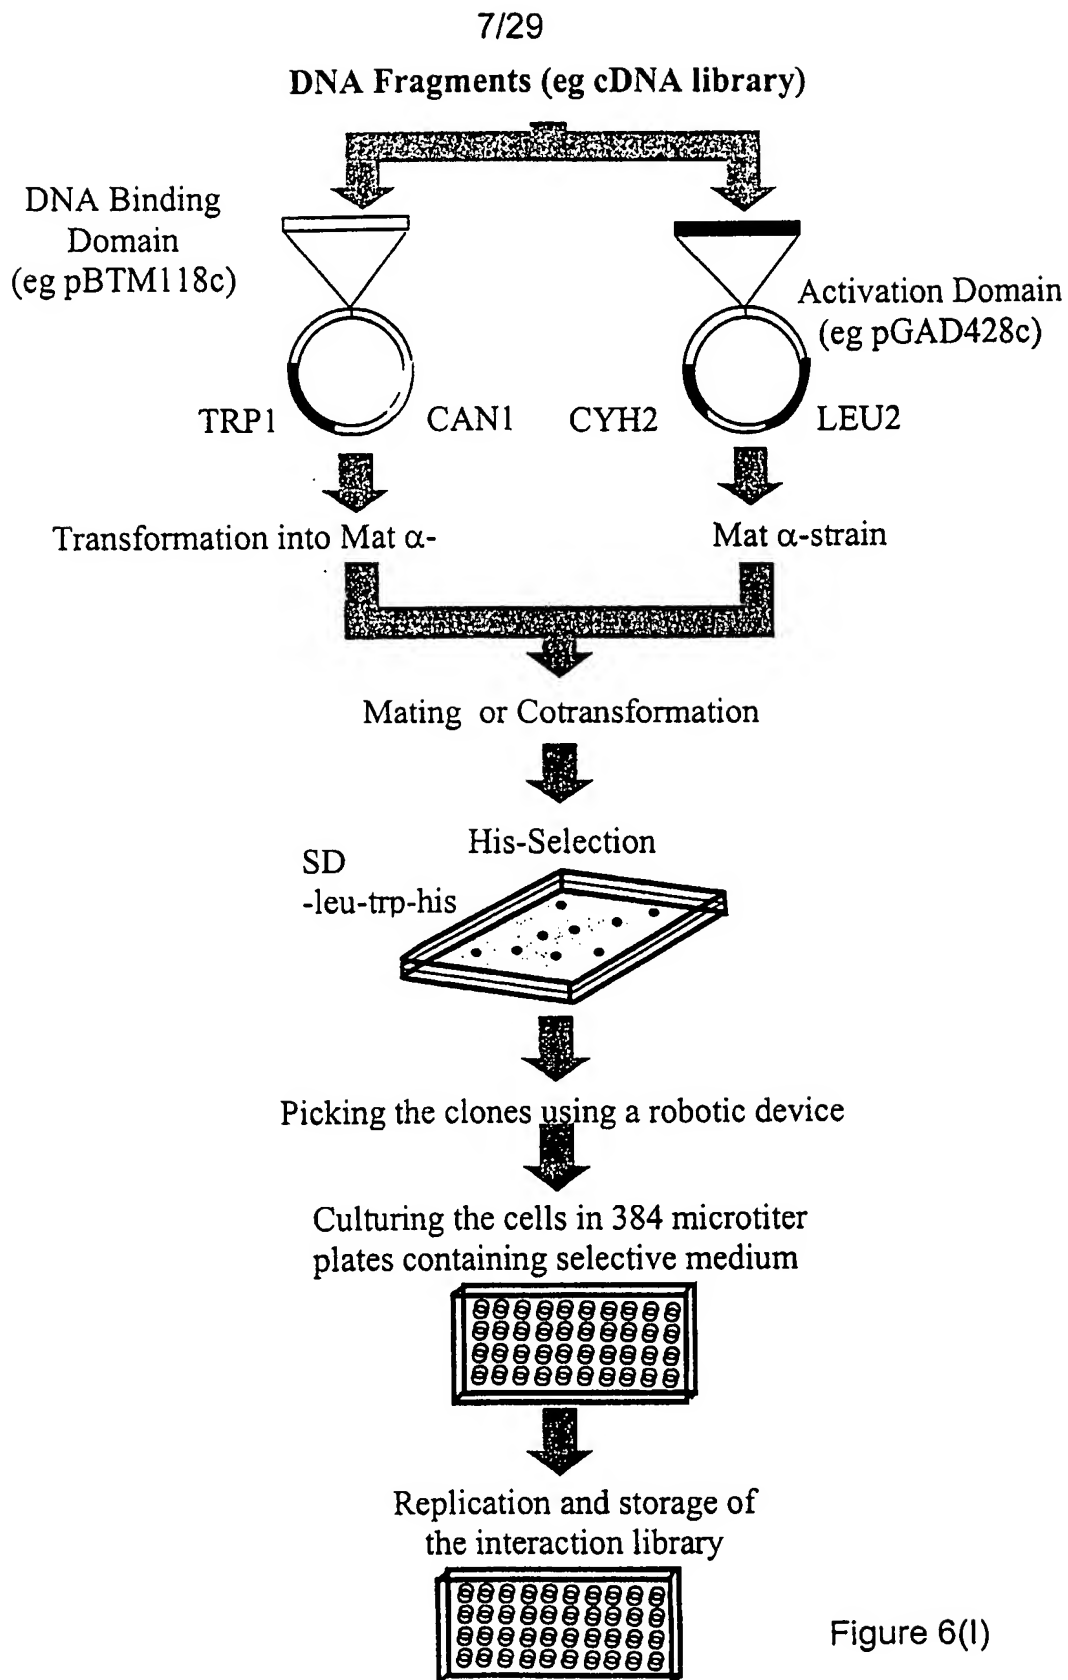 7/29
DNA Fragments (eg cDNA library)
DNA Binding
Domain
(eg pBTM118c)
Activation Domain
(eg pGAD428c)
TRP1
CAN1
CYH2
LEU2
Transformation into Mat α-
Mat α-strain
Mating or Cotransformation
His-Selection
SD
-leu-trp-his
Picking the clones using a robotic device
Culturing the cells in 384 microtiter
plates containing selective medium
Replication and storage of
the interaction library
Figure 6(I)